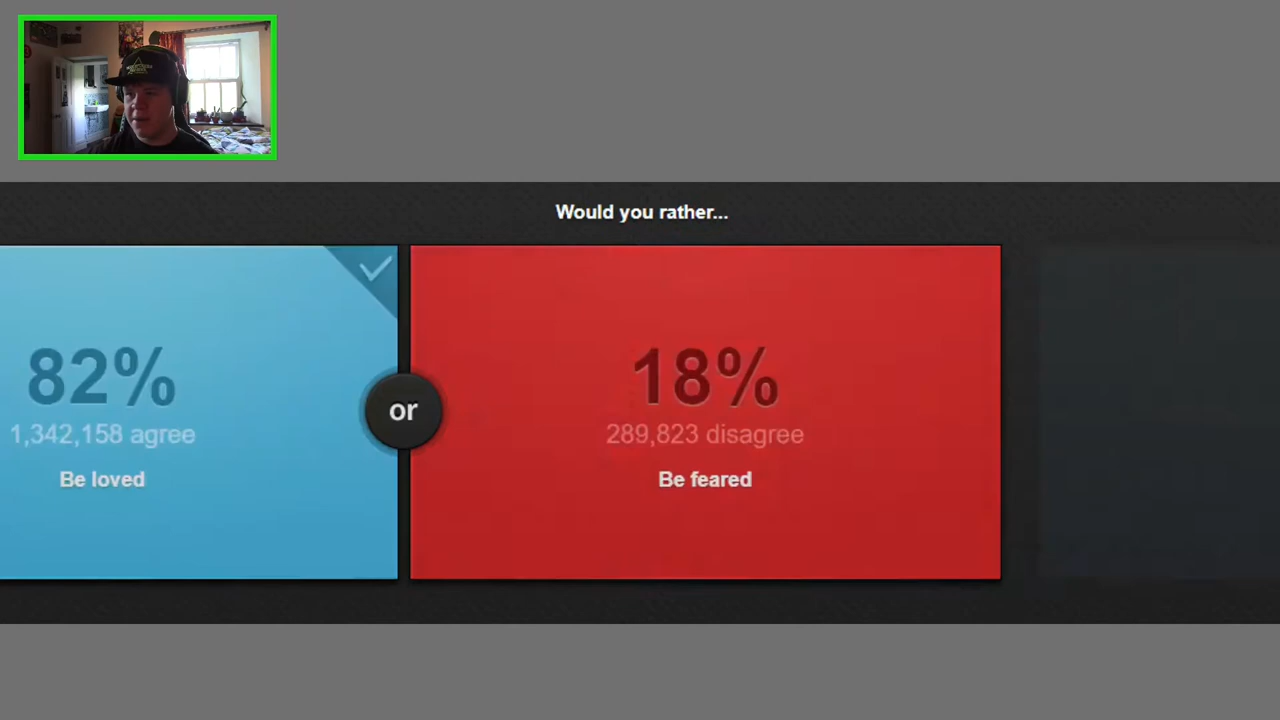 Would you rather...
82%
1,342,158 agree
Be loved
or
18%
289,823 disagree
Be feared